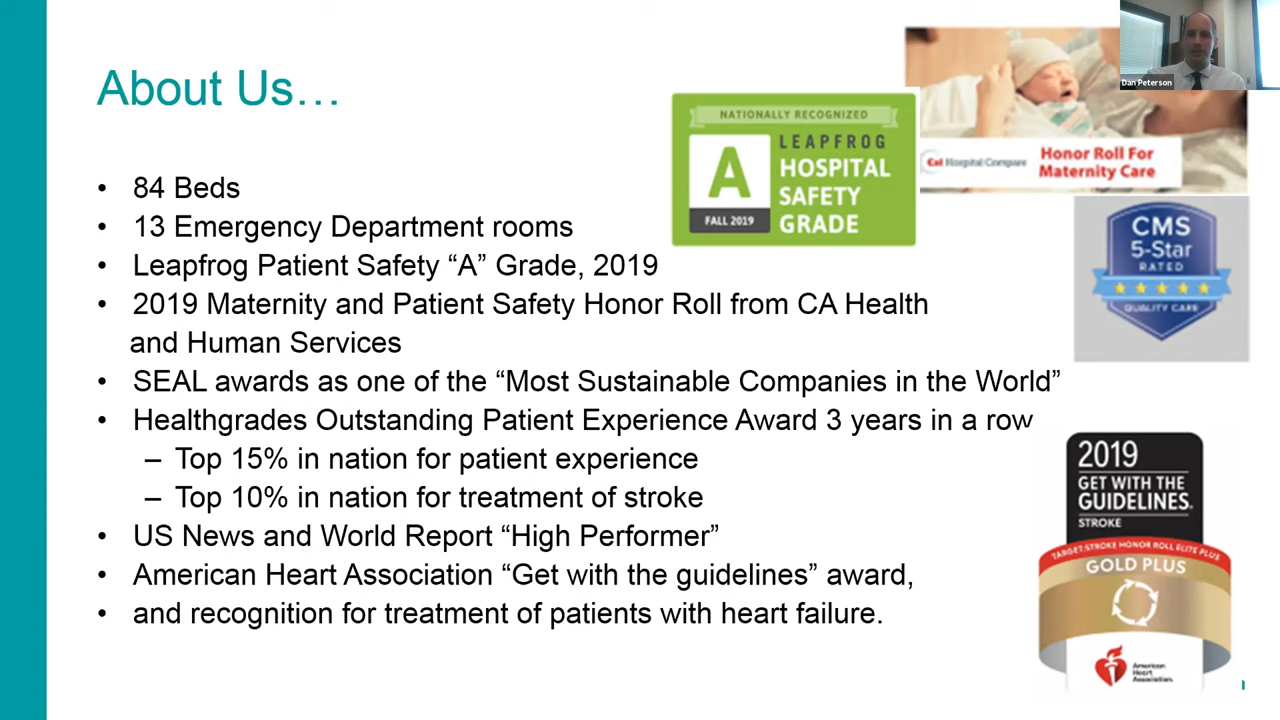 About Us…
• 84 Beds
• 13 Emergency Department rooms
• Leapfrog Patient Safety “A” Grade, 2019
• 2019 Maternity and Patient Safety Honor Roll from CA Health
and Human Services
• SEAL awards as one of the “Most Sustainable Companies in the World”
• Healthgrades Outstanding Patient Experience Award 3 years in a row
– Top 15% in nation for patient experience
– Top 10% in nation for treatment of stroke
• US News and World Report “High Performer”
• American Heart Association “Get with the guidelines” award,
• and recognition for treatment of patients with heart failure.
NATIONALLY RECOGNIZED
LEAPFROG
HOSPITAL
SAFETY
GRADE
A
FALL 2019
Dan Peterson
Cal Hospital Compare
Honor Roll For
Maternity Care
CMS
5-Star
RATED
QUALITY CARE
2019
GET WITH THE
GUIDELINES.
STROKE
TARGET: STROKE HONOR ROLL ELITE PLUS
GOLD PLUS
American
Heart
Association.